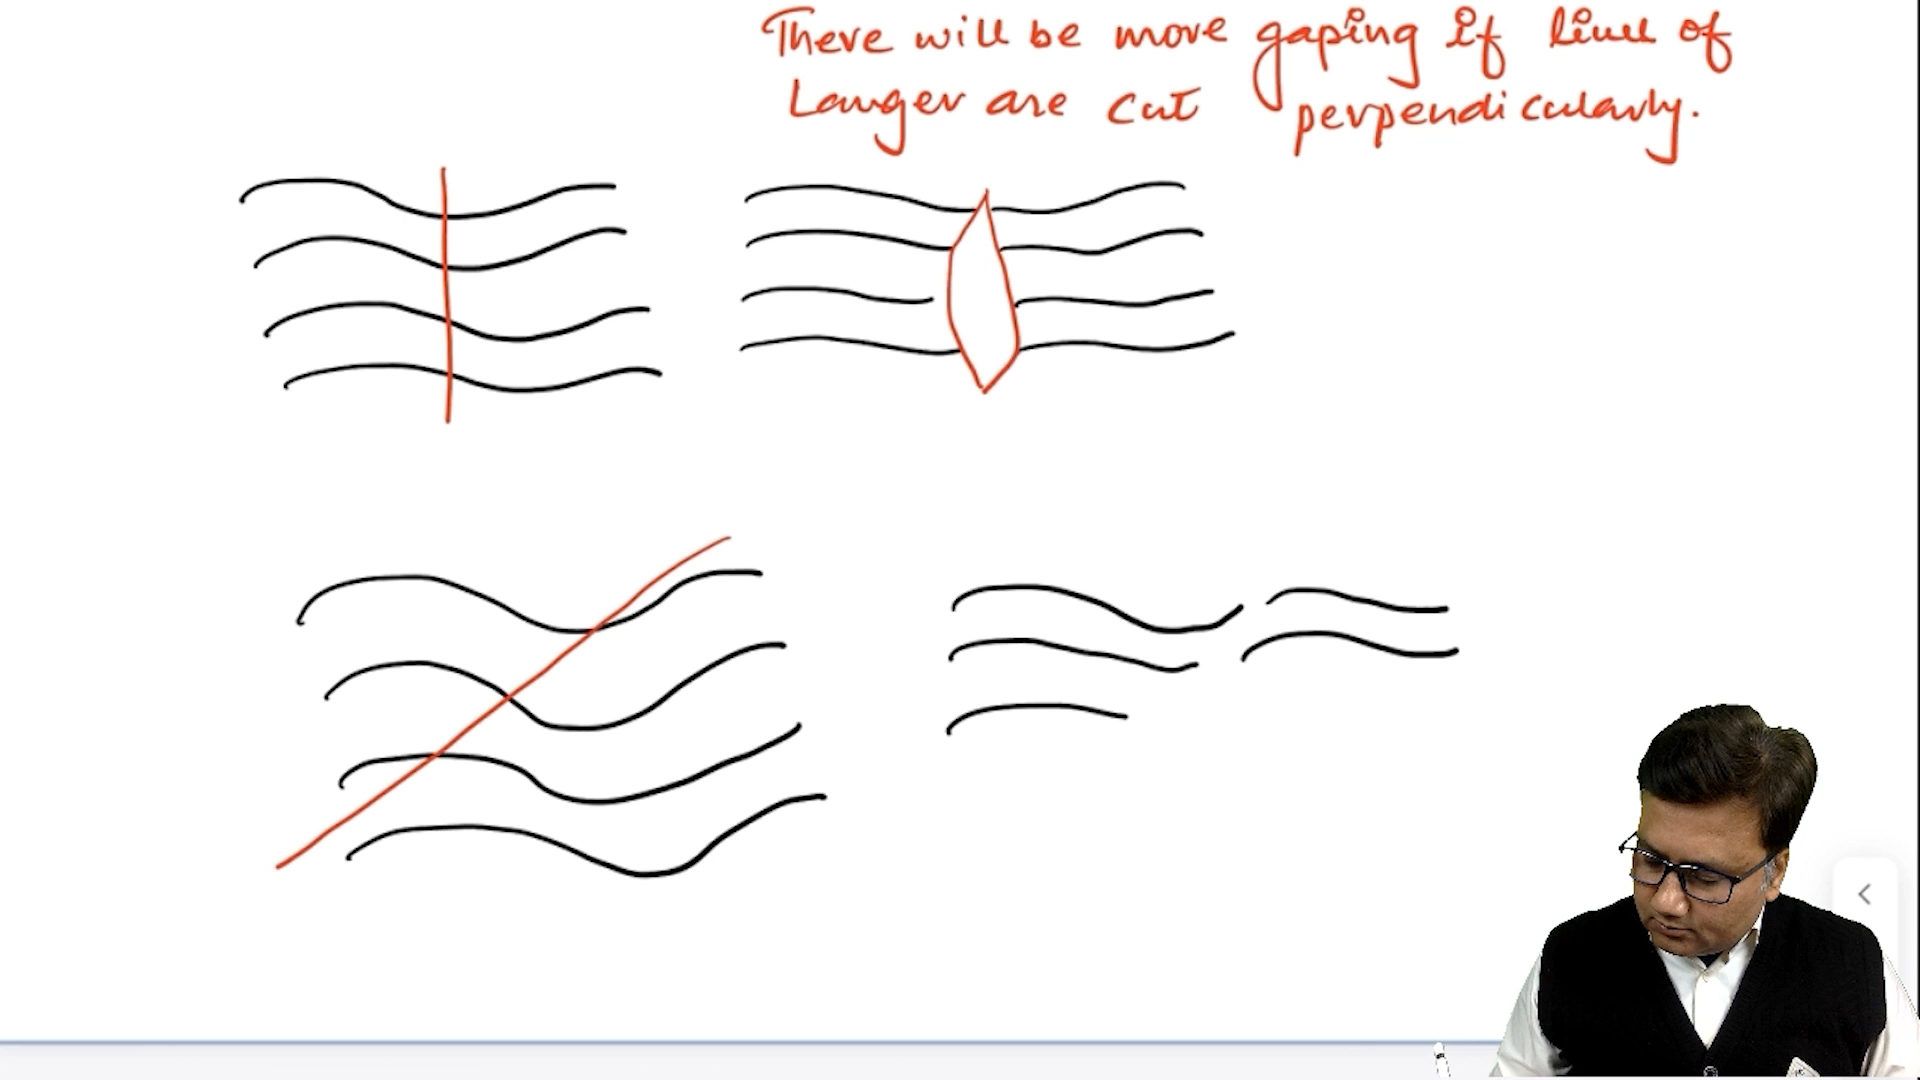 There will be more gaping if lines of
Langer are cut perpendicularly.